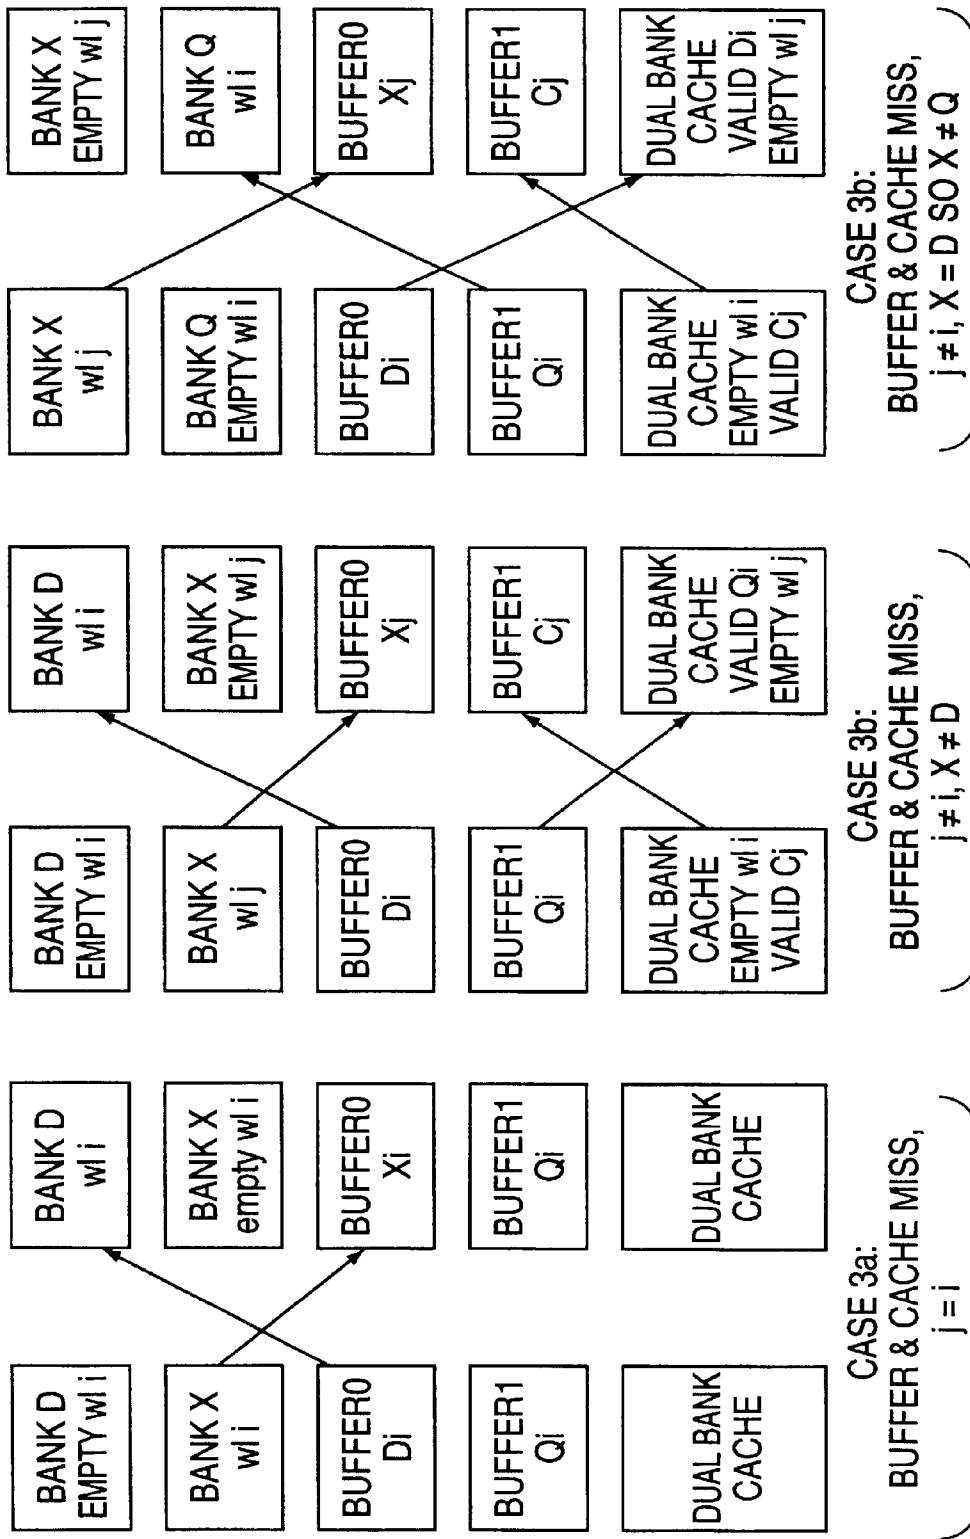 BANK D
EMPTY wl i
BANK X
wl i
BUFFER0
Di
BUFFER1
Qi
DUAL BANK
CACHE
BANK D
wl i
BANK X
empty wl i
BUFFER0
Xi
BUFFER1
Qi
DUAL BANK
CACHE
CASE 3a:
BUFFER & CACHE MISS,
j = i
BANK D
EMPTY wl i
BANK X
wl j
BUFFER0
Di
BUFFER1
Qi
DUAL BANK
CACHE
EMPTY wl i
VALID Cj
BANK D
wl i
BANK X
EMPTY wl j
BUFFER0
Xj
BUFFER1
Cj
DUAL BANK
CACHE
VALID Qi
EMPTY wl j
CASE 3b:
BUFFER & CACHE MISS,
j ≠ i, X ≠ D
BANK X
wl j
BANK Q
EMPTY wl i
BUFFER0
Di
BUFFER1
Qi
DUAL BANK
CACHE
EMPTY wl i
VALID Cj
BANK X
EMPTY wl j
BANK Q
wl i
BUFFER0
Xj
BUFFER1
Cj
DUAL BANK
CACHE
VALID Di
EMPTY wl j
CASE 3b:
BUFFER & CACHE MISS,
j ≠ i, X = D SO X ≠ Q